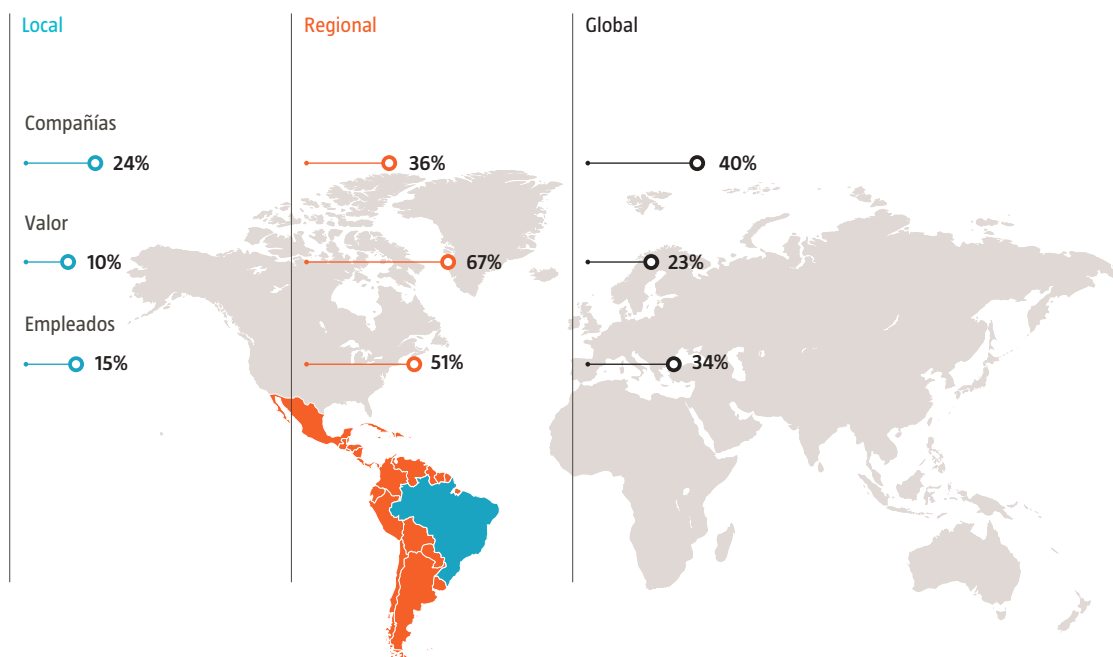 Local
Regional
Global
Compañías
24%
36%
40%
Valor
10%
67%
23%
Empleados
15%
51%
34%